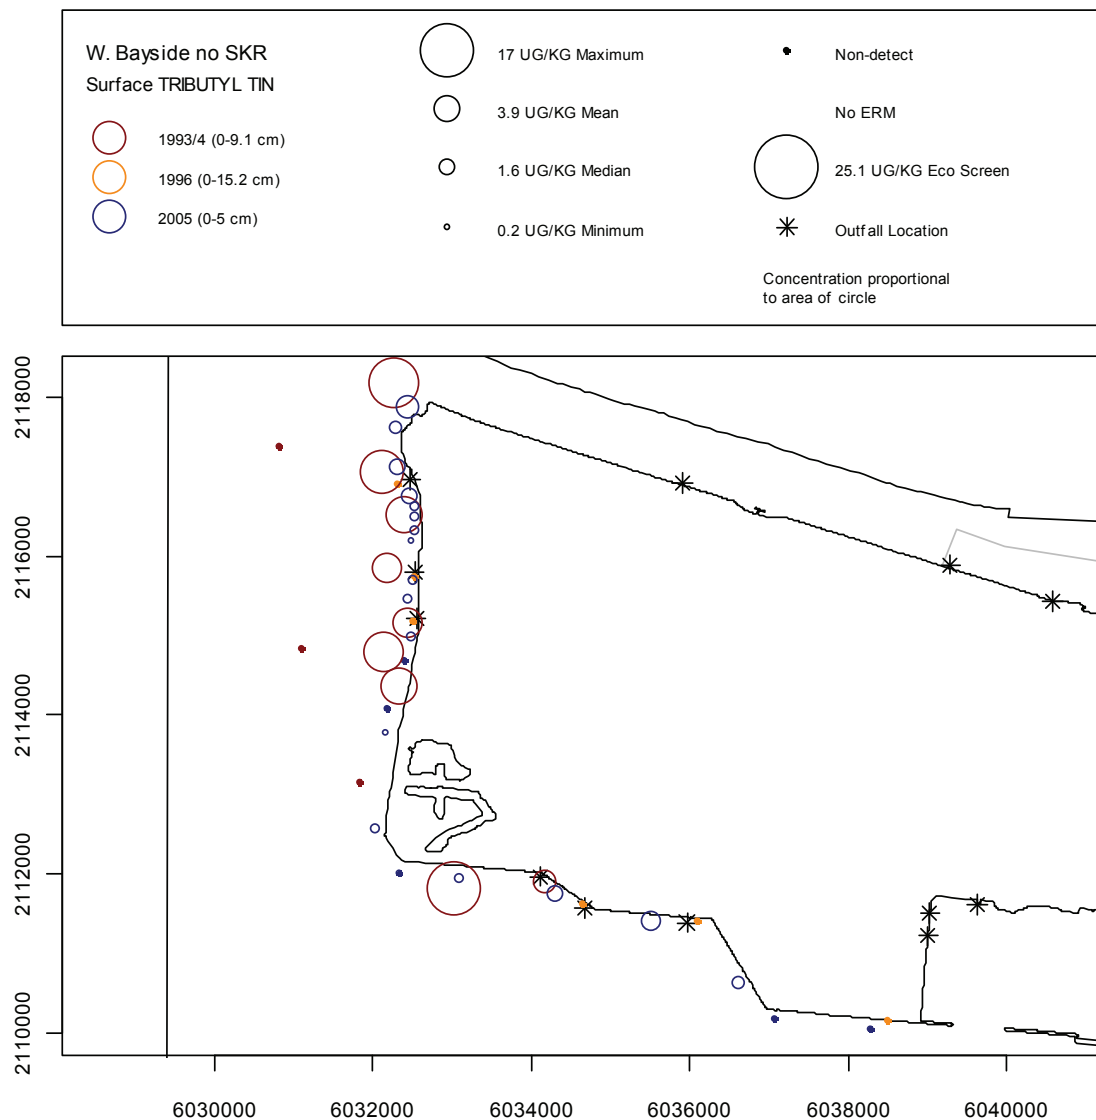 W. Bayside no SKR
Surface TRIBUTYL TIN
1993/4 (0-9.1 cm)
1996 (0-15.2 cm)
2005 (0-5 cm)
17 UG/KG Maximum
3.9 UG/KG Mean
1.6 UG/KG Median
0.2 UG/KG Minimum
Non-detect
No ERM
25.1 UG/KG Eco Screen
Outfall Location
Concentration proportional
to area of circle
2118000
2116000
2114000
2112000
2110000
6030000
6032000
6034000
6036000
6038000
6040000